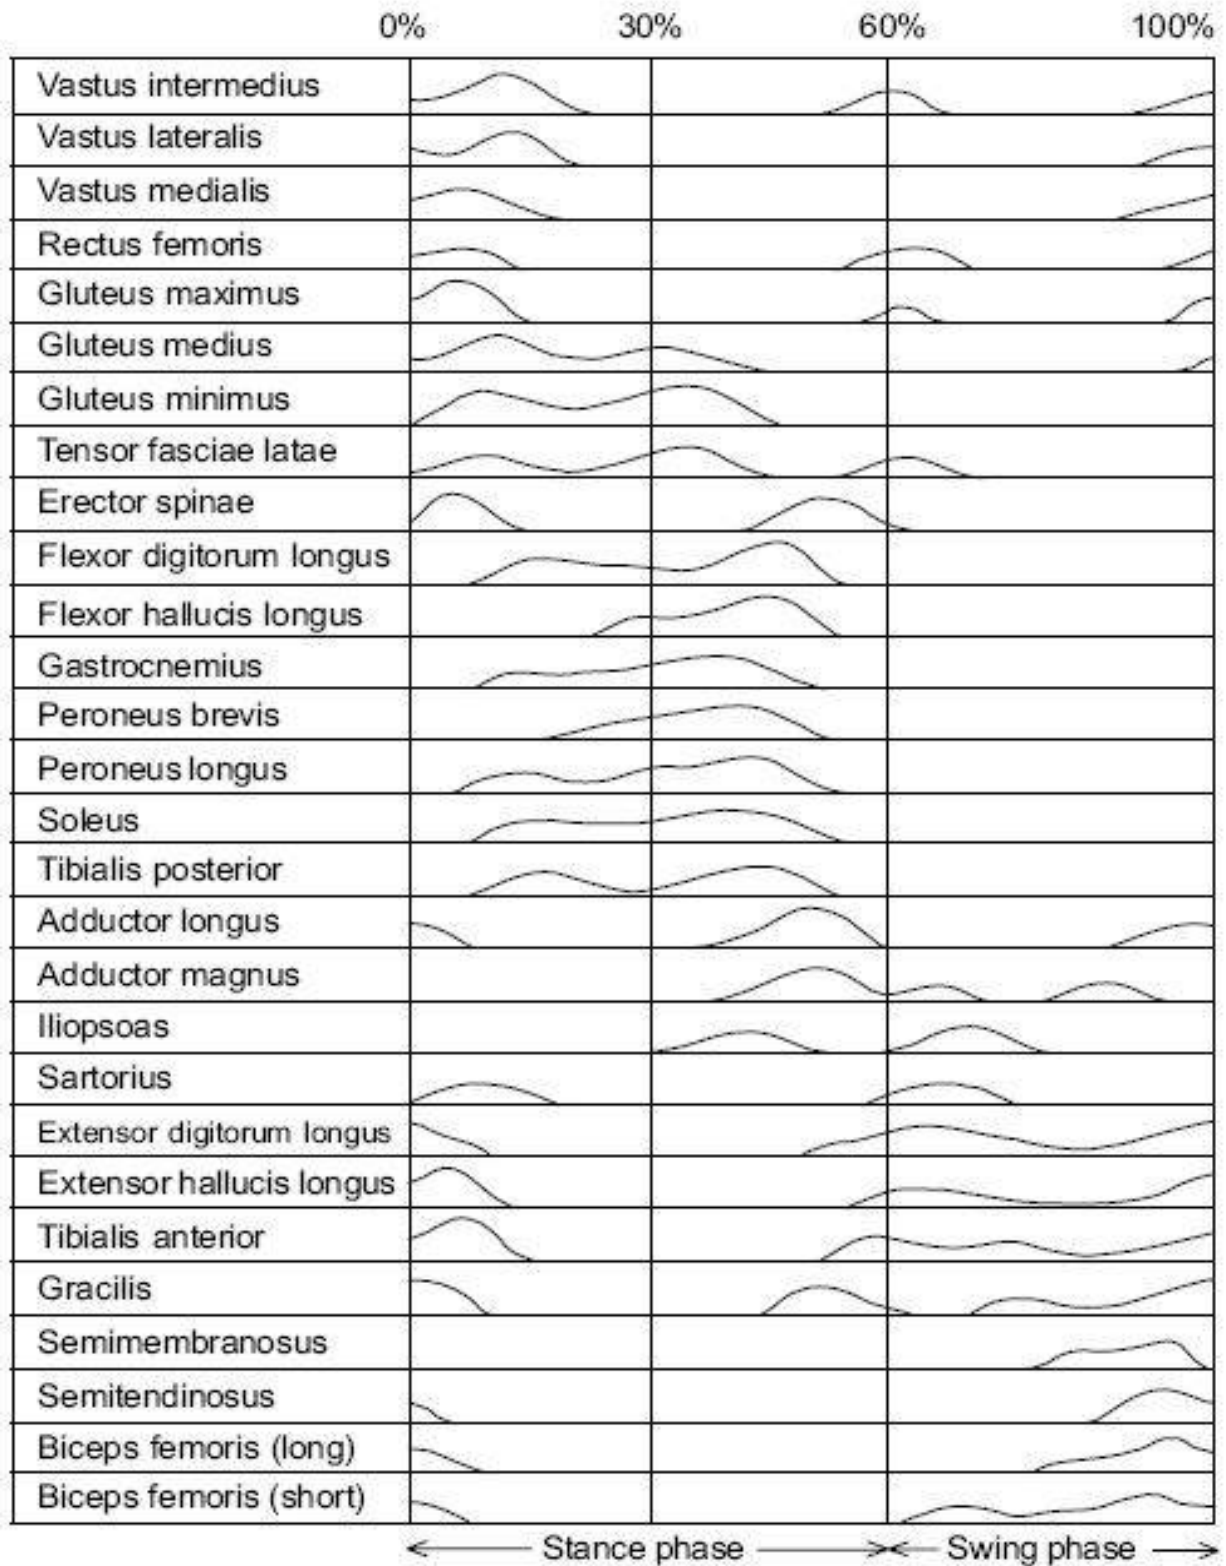 0% 30% 60% 100%
Vastus intermedius
Vastus lateralis
Vastus medialis
Rectus femoris
Gluteus maximus
Gluteus medius
Gluteus minimus
Tensor fasciae latae
Erector spinae
Flexor digitorum longus
Flexor hallucis longus
Gastrocnemius
Peroneus brevis
Peroneus longus
Soleus
Tibialis posterior
Adductor longus
Adductor magnus
Iliopsoas
Sartorius
Extensor digitorum longus
Extensor hallucis longus
Tibialis anterior
Gracilis
Semimembranosus
Semitendinosus
Biceps femoris (long)
Biceps femoris (short)
Stance phase Swing phase